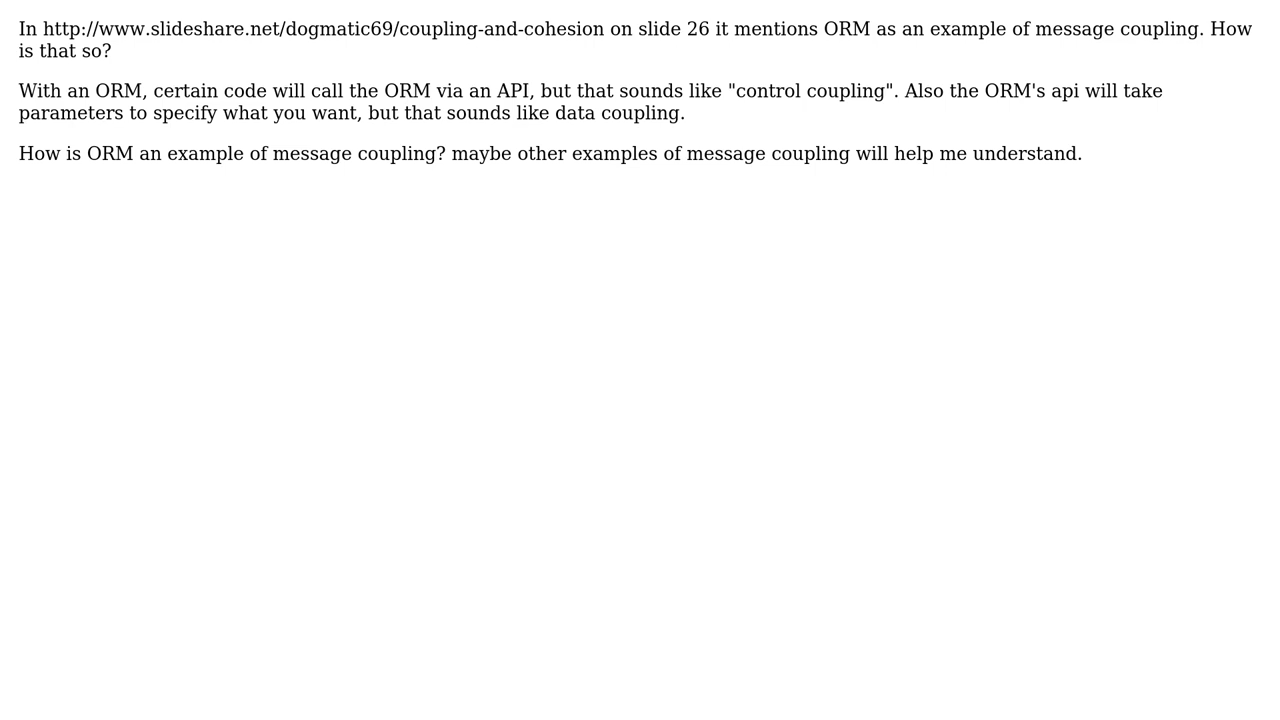 In http://www.slideshare.net/dogmatic69/coupling-and-cohesion on slide 26 it mentions ORM as an example of message coupling. How
is that so?
With an ORM, certain code will call the ORM via an API, but that sounds like "control coupling". Also the ORM's api will take
parameters to specify what you want, but that sounds like data coupling.
How is ORM an example of message coupling? maybe other examples of message coupling will help me understand.